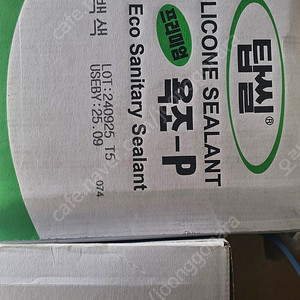 탑씰®
SILICONE SEALANT
프리미엄
욕조-P
Eco Sanitary Sealant
백색
LOT:240925 T5
USEBY:25.09
074